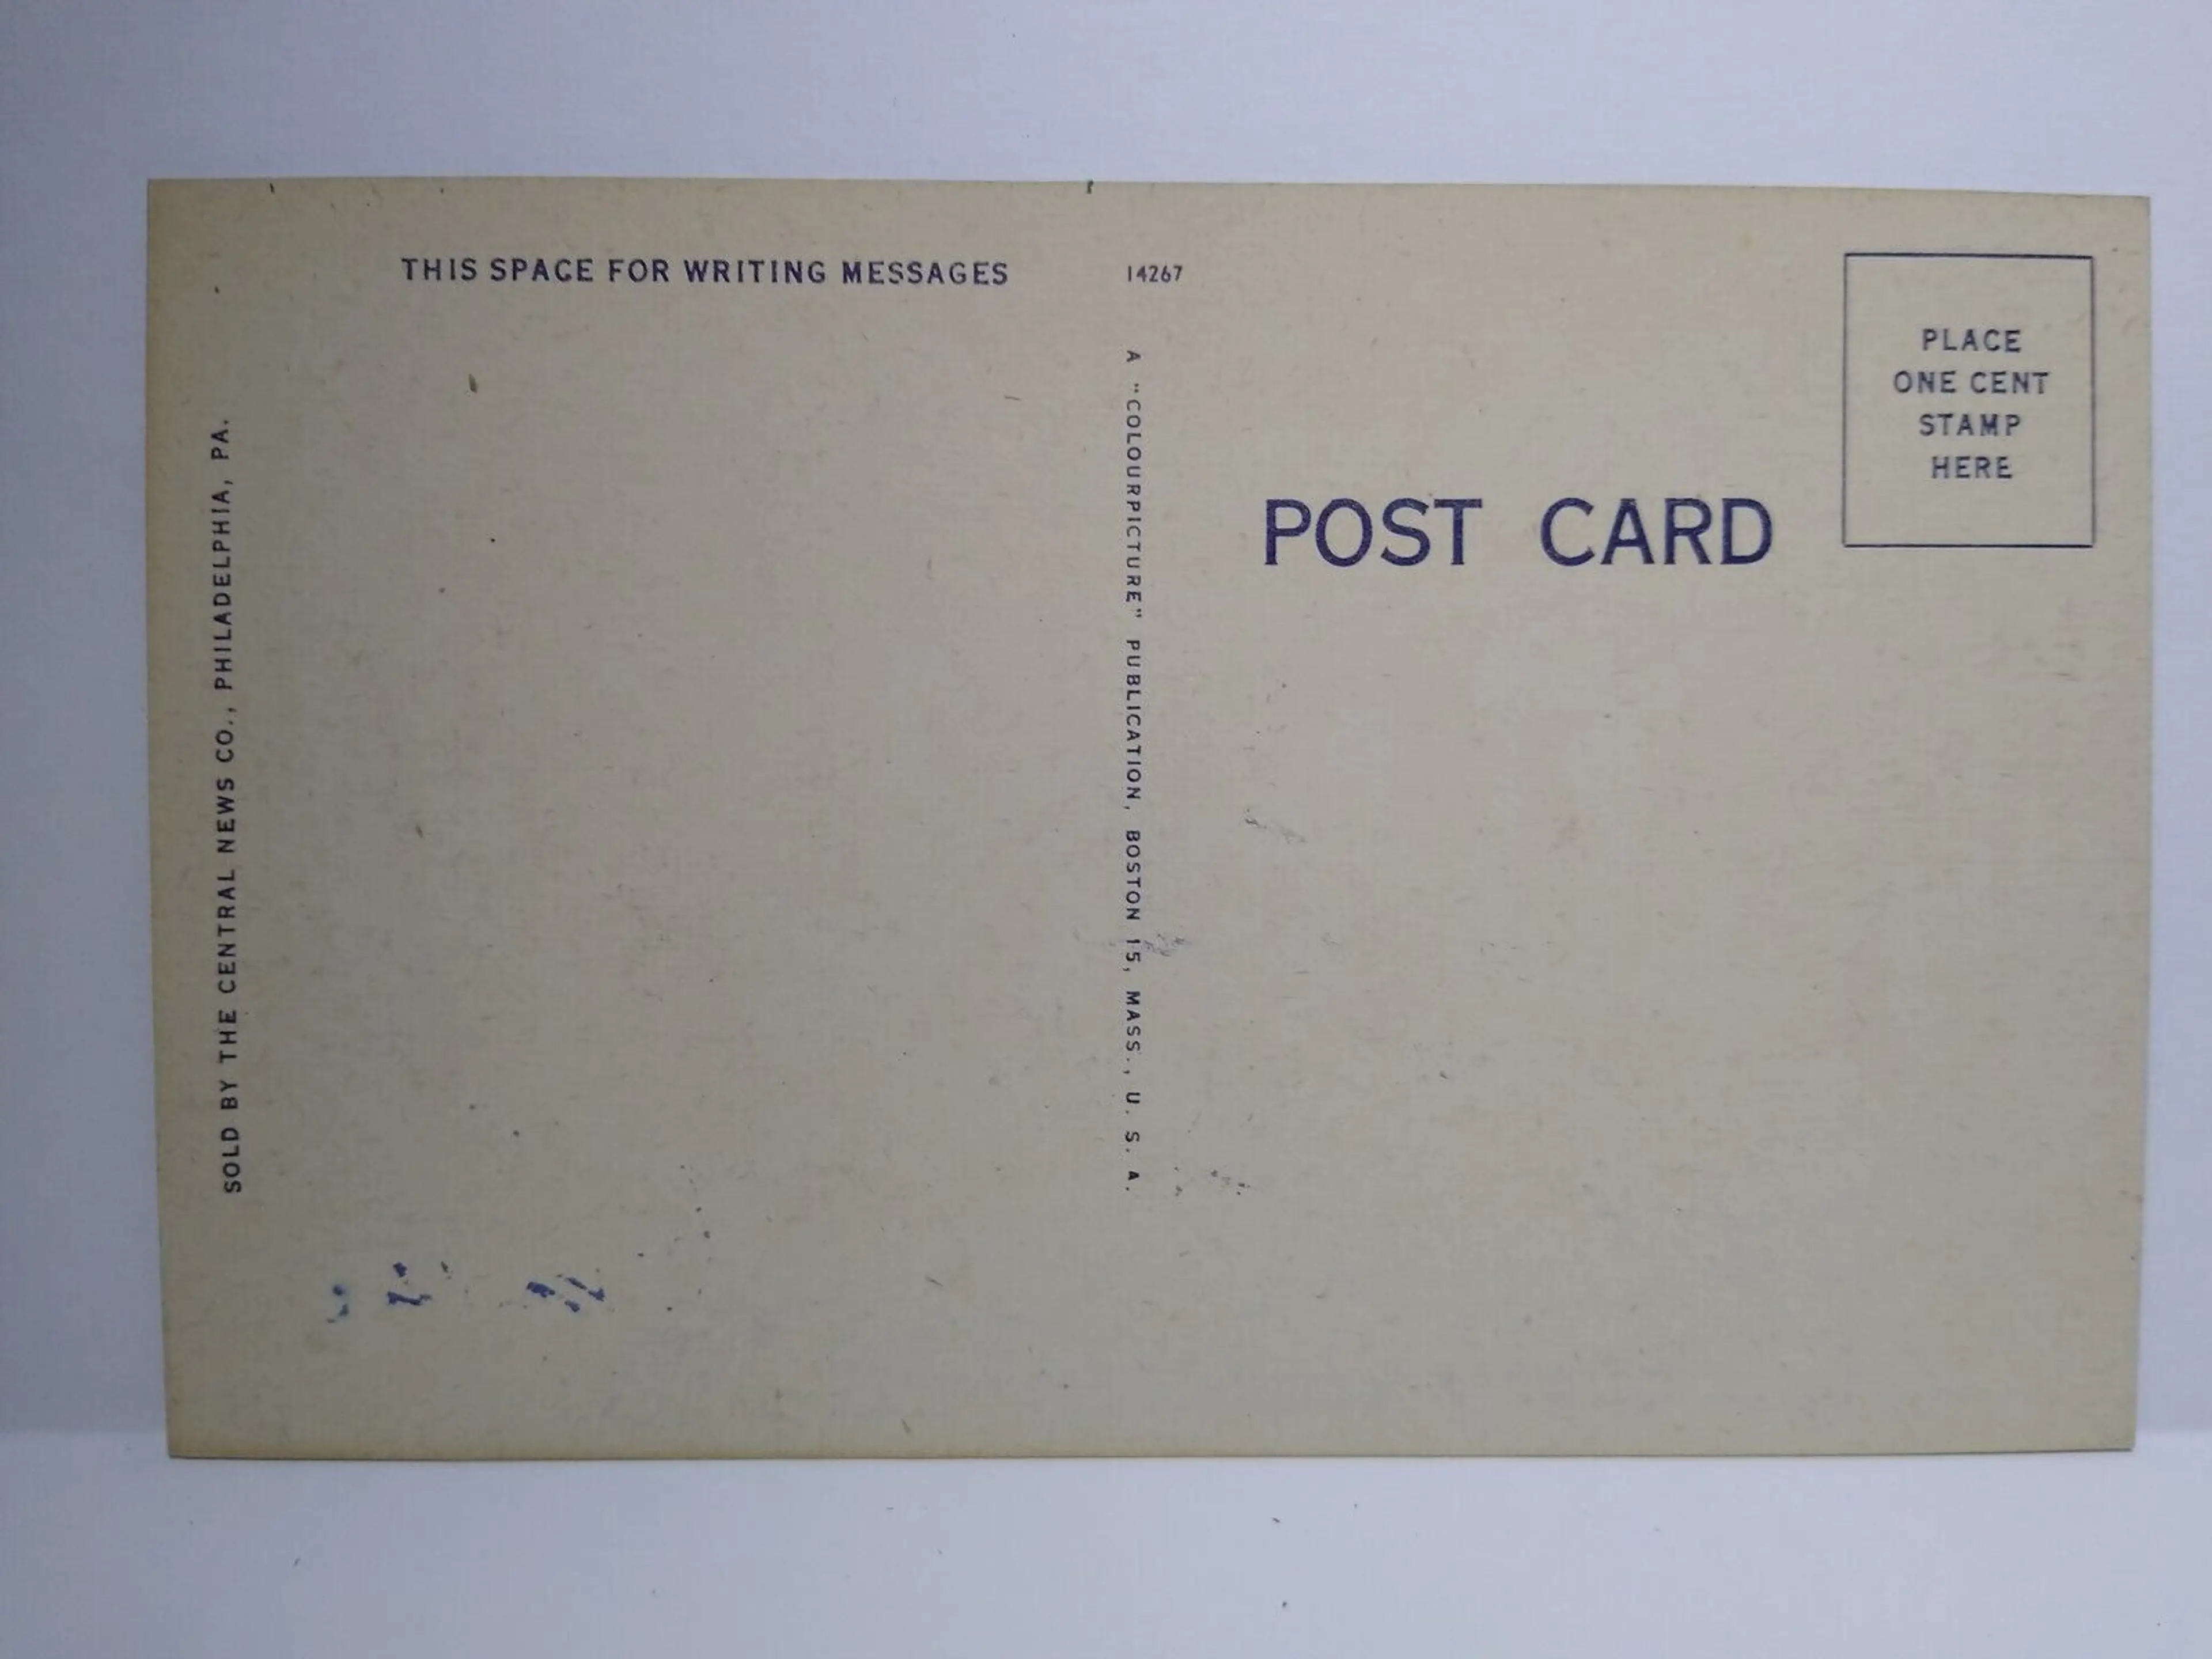 THIS SPACE FOR WRITING MESSAGES
14267
PLACE
ONE CENT
STAMP
HERE
POST CARD
A "COLOURPICTURE" PUBLICATION, BOSTON 15, MASS., U. S. A.
SOLD BY THE CENTRAL NEWS CO., PHILADELPHIA, PA.